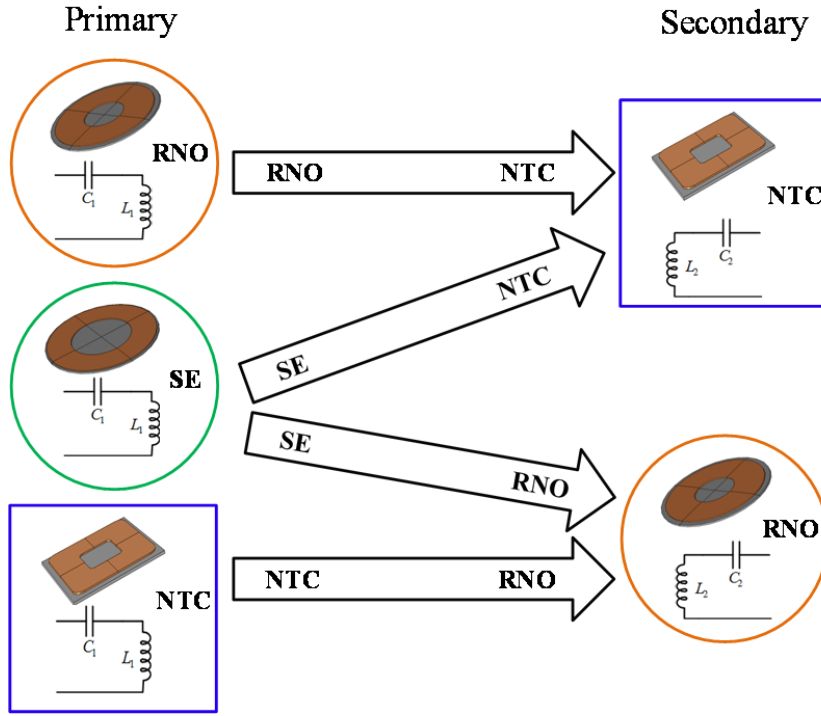 Primary
Secondary
RNO
C1
L1
RNO NTC
NTC
L2
C2
SE
C1
L1
SE NTC
SE RNO
RNO
L2
C2
NTC
C1
L1
NTC RNO